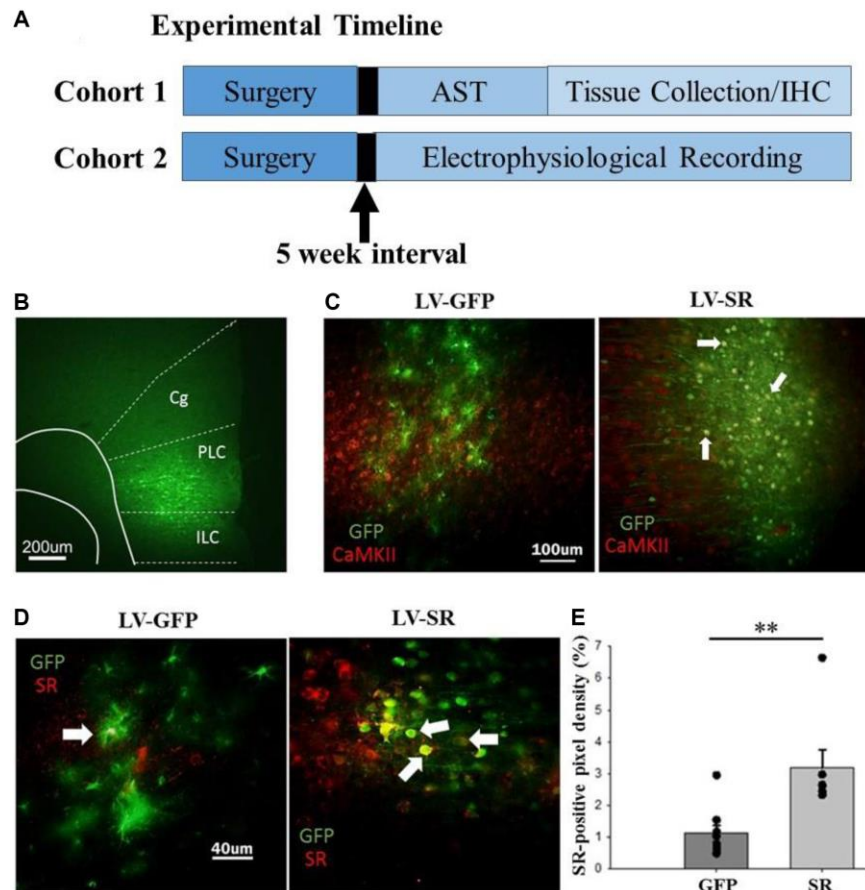 A
Experimental Timeline
Cohort 1 Surgery AST Tissue Collection/IHC
Cohort 2 Surgery Electrophysiological Recording
5 week interval
B
Cg
PLC
ILC
200um
C
LV-GFP
LV-SR
GFP
CaMKII
100um
GFP
CaMKII
D
LV-GFP
LV-SR
GFP
SR
40um
GFP
SR
E
**
SR-positive pixel density (%)
7
6
5
4
3
2
1
0
GFP
SR